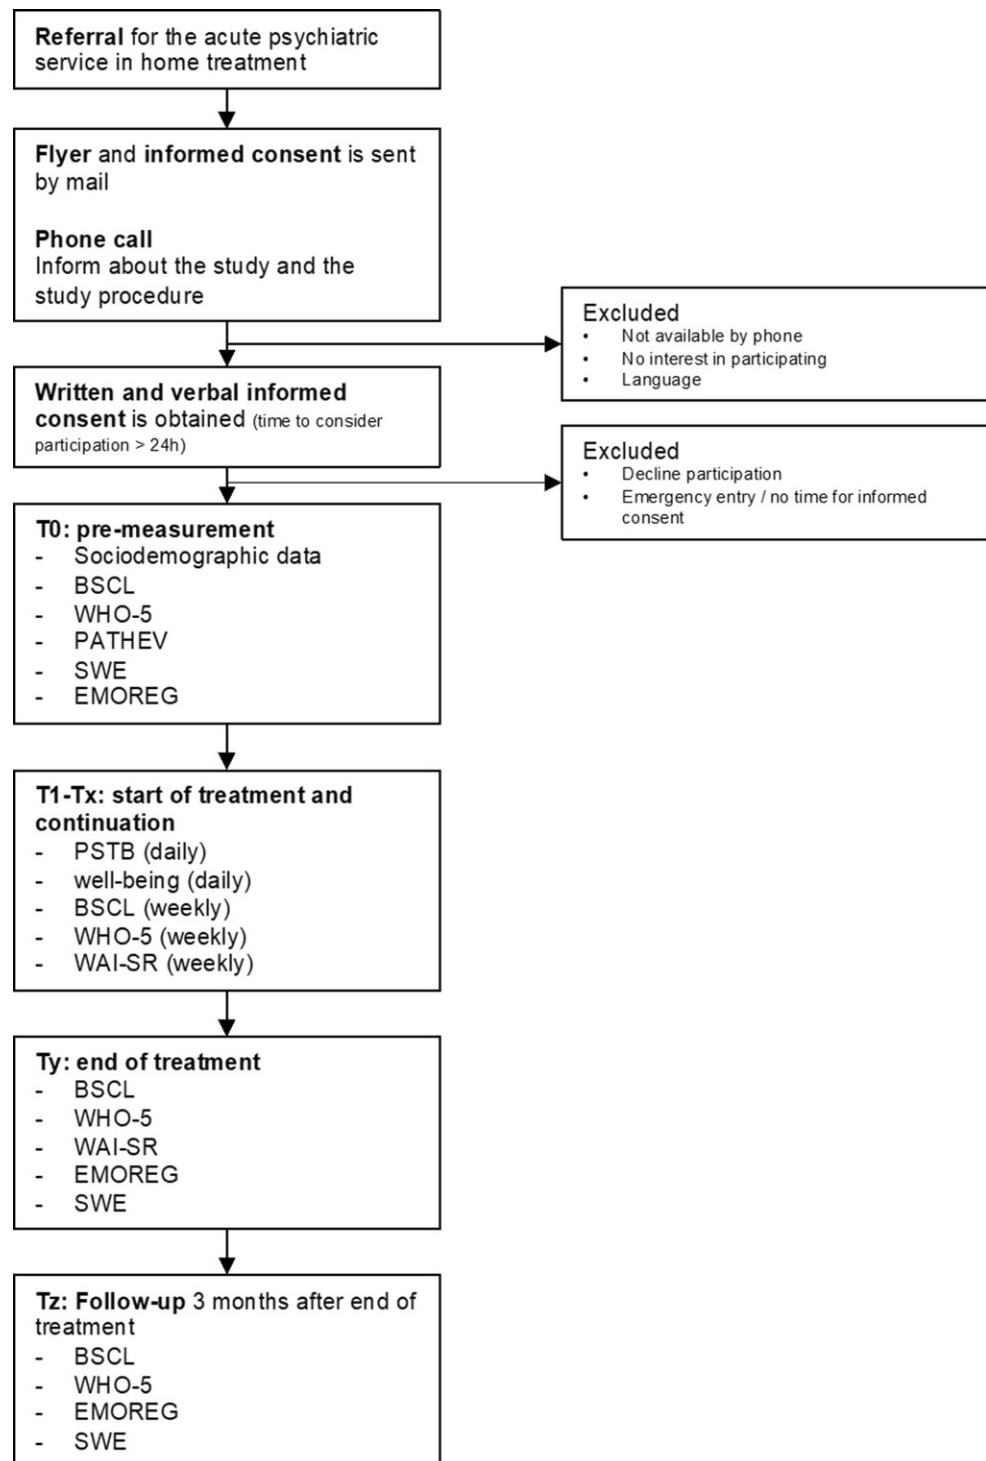 Referral for the acute psychiatric
service in home treatment
Flyer and informed consent is sent
by mail
Phone call
Inform about the study and the
study procedure
Excluded
• Not available by phone
• No interest in participating
• Language
Written and verbal informed
consent is obtained (time to consider
participation > 24h)
Excluded
• Decline participation
• Emergency entry / no time for informed
consent
T0: pre-measurement
- Sociodemographic data
- BSCL
- WHO-5
- PATHEV
- SWE
- EMOREG
T1-Tx: start of treatment and
continuation
- PSTB (daily)
- well-being (daily)
- BSCL (weekly)
- WHO-5 (weekly)
- WAI-SR (weekly)
Ty: end of treatment
- BSCL
- WHO-5
- WAI-SR
- EMOREG
- SWE
Tz: Follow-up 3 months after end of
treatment
- BSCL
- WHO-5
- EMOREG
- SWE